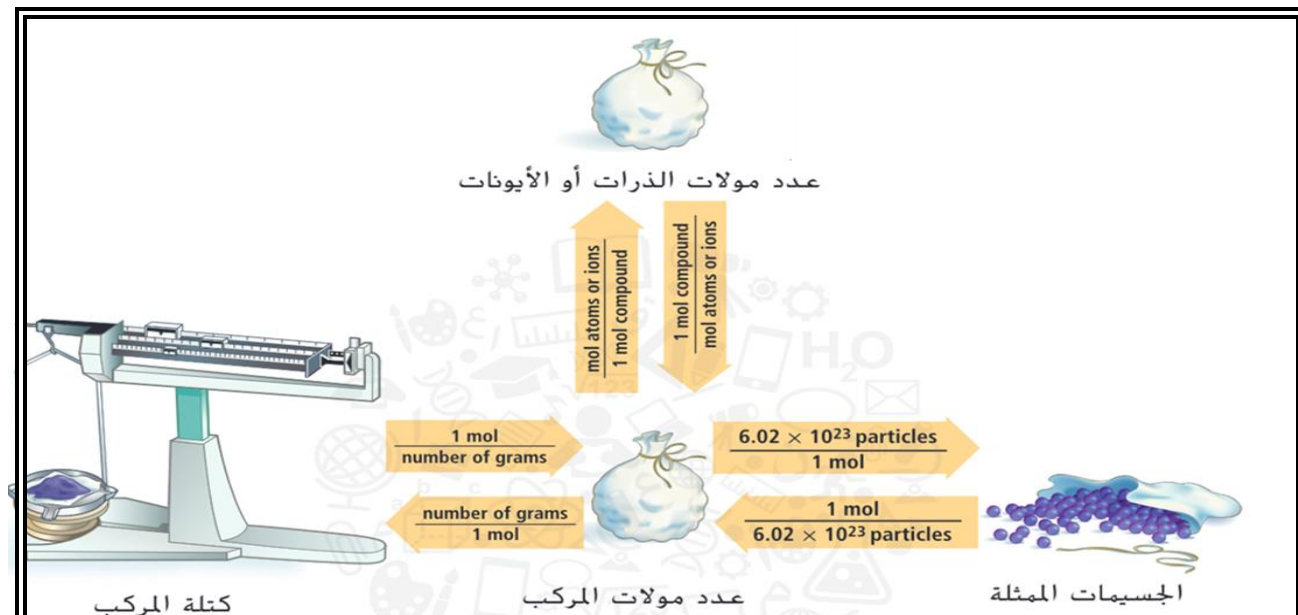 عدد مولات الذرات أو الأيونات
mol atoms or ions
1 mol compound
1 mol compound
mol atoms or ions
H₂O
123
1 mol
number of grams
6.02 × 10²³ particles
1 mol
number of grams
1 mol
1 mol
6.02 × 10²³ particles
كتلة المركب
عدد مولات المركب
الجسيمات الممثلة